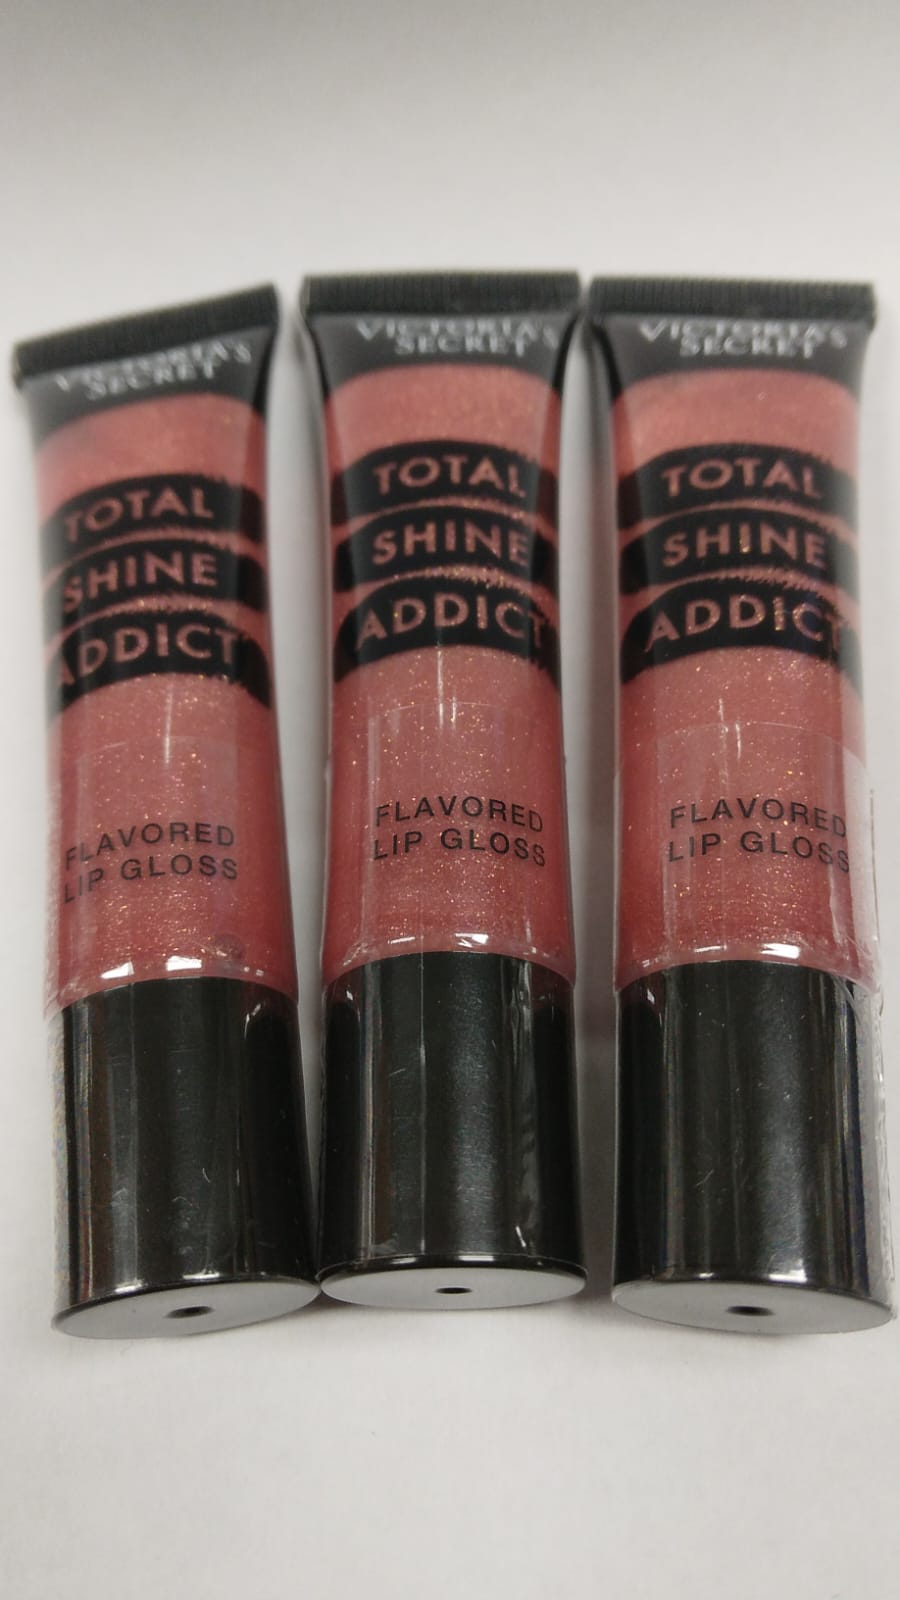 VICTORIA'S
SECRET
TOTAL
SHINE
ADDICT
FLAVORED
LIP GLOSS
VICTORIA'S
SECRET
TOTAL
SHINE
ADDICT
FLAVORED
LIP GLOSS
VICTORIA'S
SECRET
TOTAL
SHINE
ADDICT
FLAVORED
LIP GLOSS